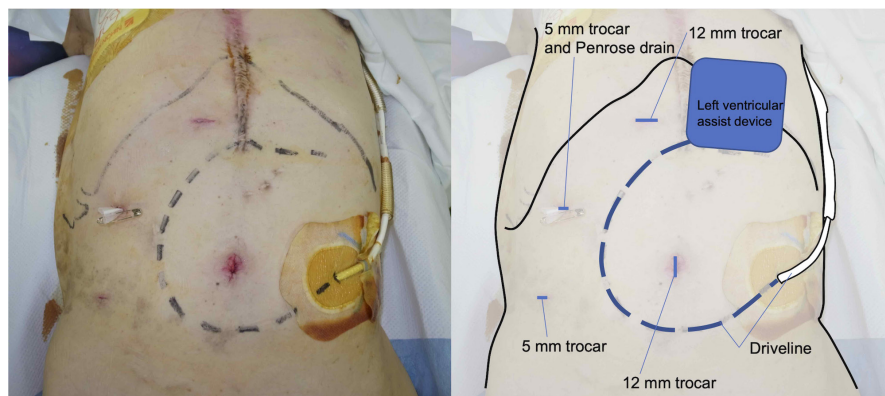 5 mm trocar
and Penrose drain
12 mm trocar
Left ventricular
assist device
5 mm trocar
12 mm trocar
Driveline